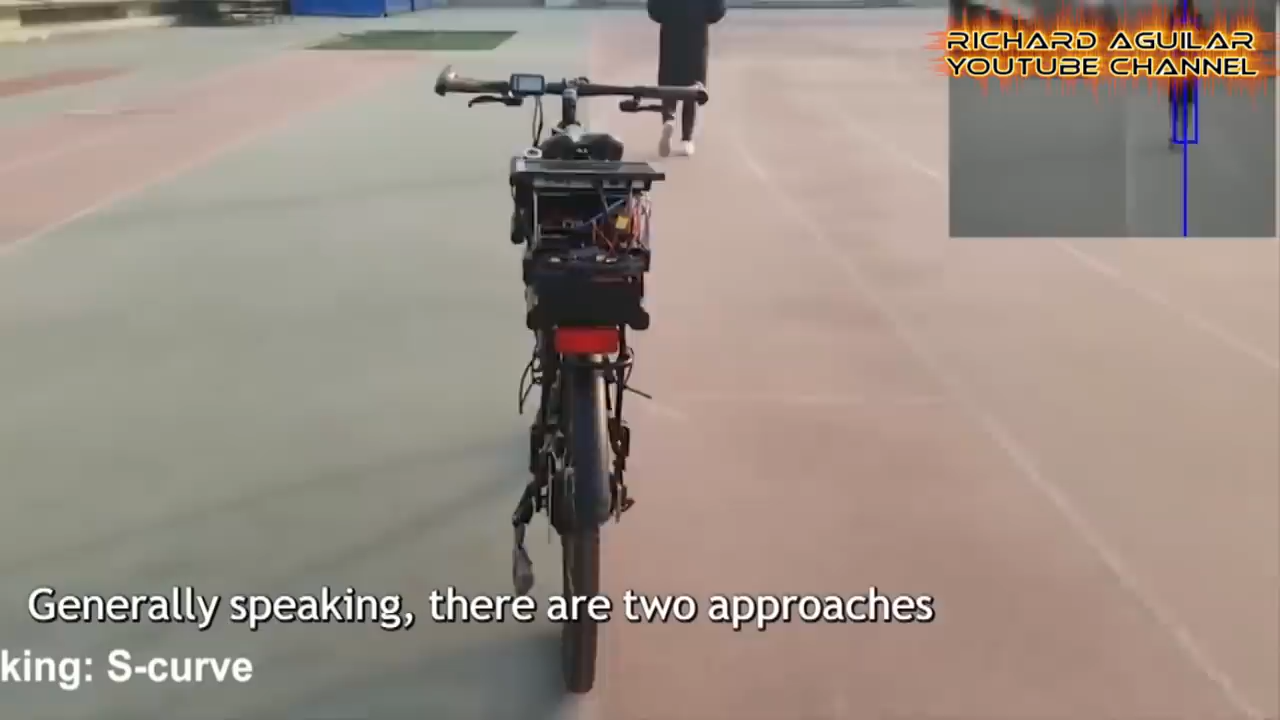 RICHARD AGUILAR
YOUTUBE CHANNEL
Generally speaking, there are two approaches
king: S-curve